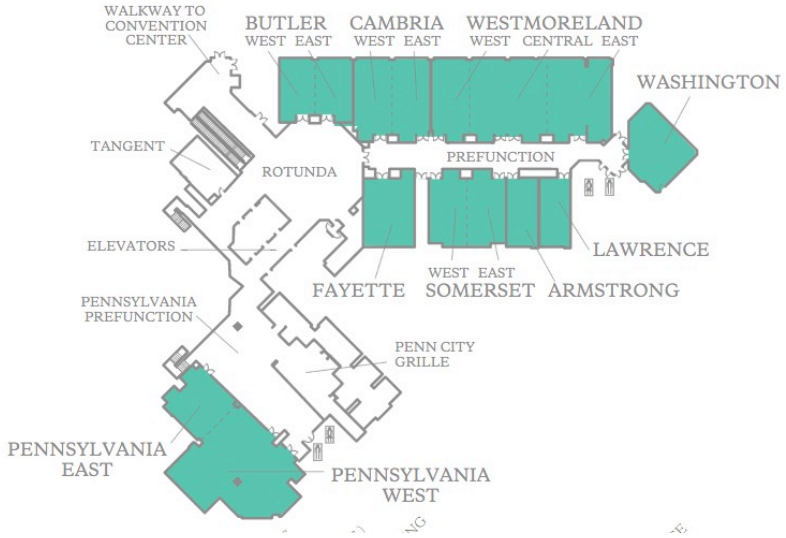 WALKWAY TO
CONVENTION
CENTER
BUTLER
WEST EAST
CAMBRIA
WEST EAST
WESTMORELAND
WEST CENTRAL EAST
WASHINGTON
TANGENT
ROTUNDA
PREFUNCTION
ELEVATORS
LAWRENCE
WEST EAST
FAYETTE
SOMERSET
ARMSTRONG
PENNSYLVANIA
PREFUNCTION
PENN CITY
GRILLE
PENNSYLVANIA
EAST
PENNSYLVANIA
WEST